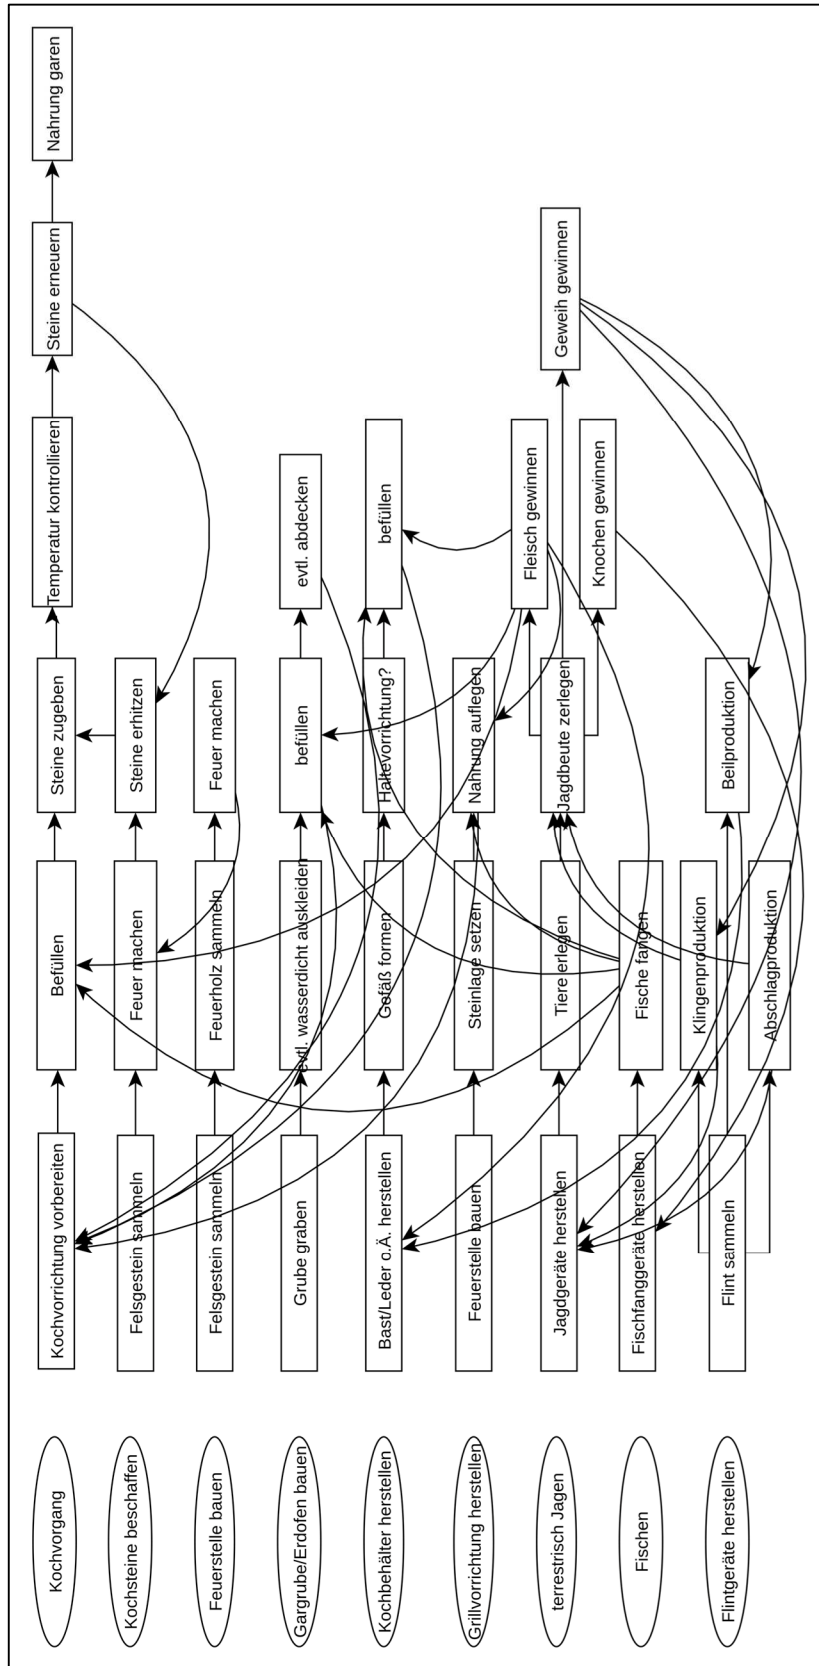 Kochvorgang
Kochvorrichtung vorbereiten
Befüllen
Steine zugeben
Temperatur kontrollieren
Steine erneuern
Nahrung garen
Kochsteine beschaffen
Felsgestein sammeln
Feuer machen
Steine erhitzen
Feuerstelle bauen
Felsgestein sammeln
Feuerholz sammeln
Feuer machen
Gargrube/Erdofen bauen
Grube graben
evtl. wasserdicht auskleiden
befüllen
evtl. abdecken
Kochbehälter herstellen
Bast/Leder o.Ä. herstellen
Gefäß formen
Haltevorrichtung?
befüllen
Grillvorrichtung herstellen
Feuerstelle bauen
Steinlage setzen
Nahrung auflegen
Fleisch gewinnen
terrestrisch Jagen
Jagdgeräte herstellen
Tiere erlegen
Jagdbeute zerlegen
Geweih gewinnen
Knochen gewinnen
Fischen
Fischfanggeräte herstellen
Fische fangen
Flintgeräte herstellen
Flint sammeln
Klingenproduktion
Beilproduktion
Abschlagproduktion